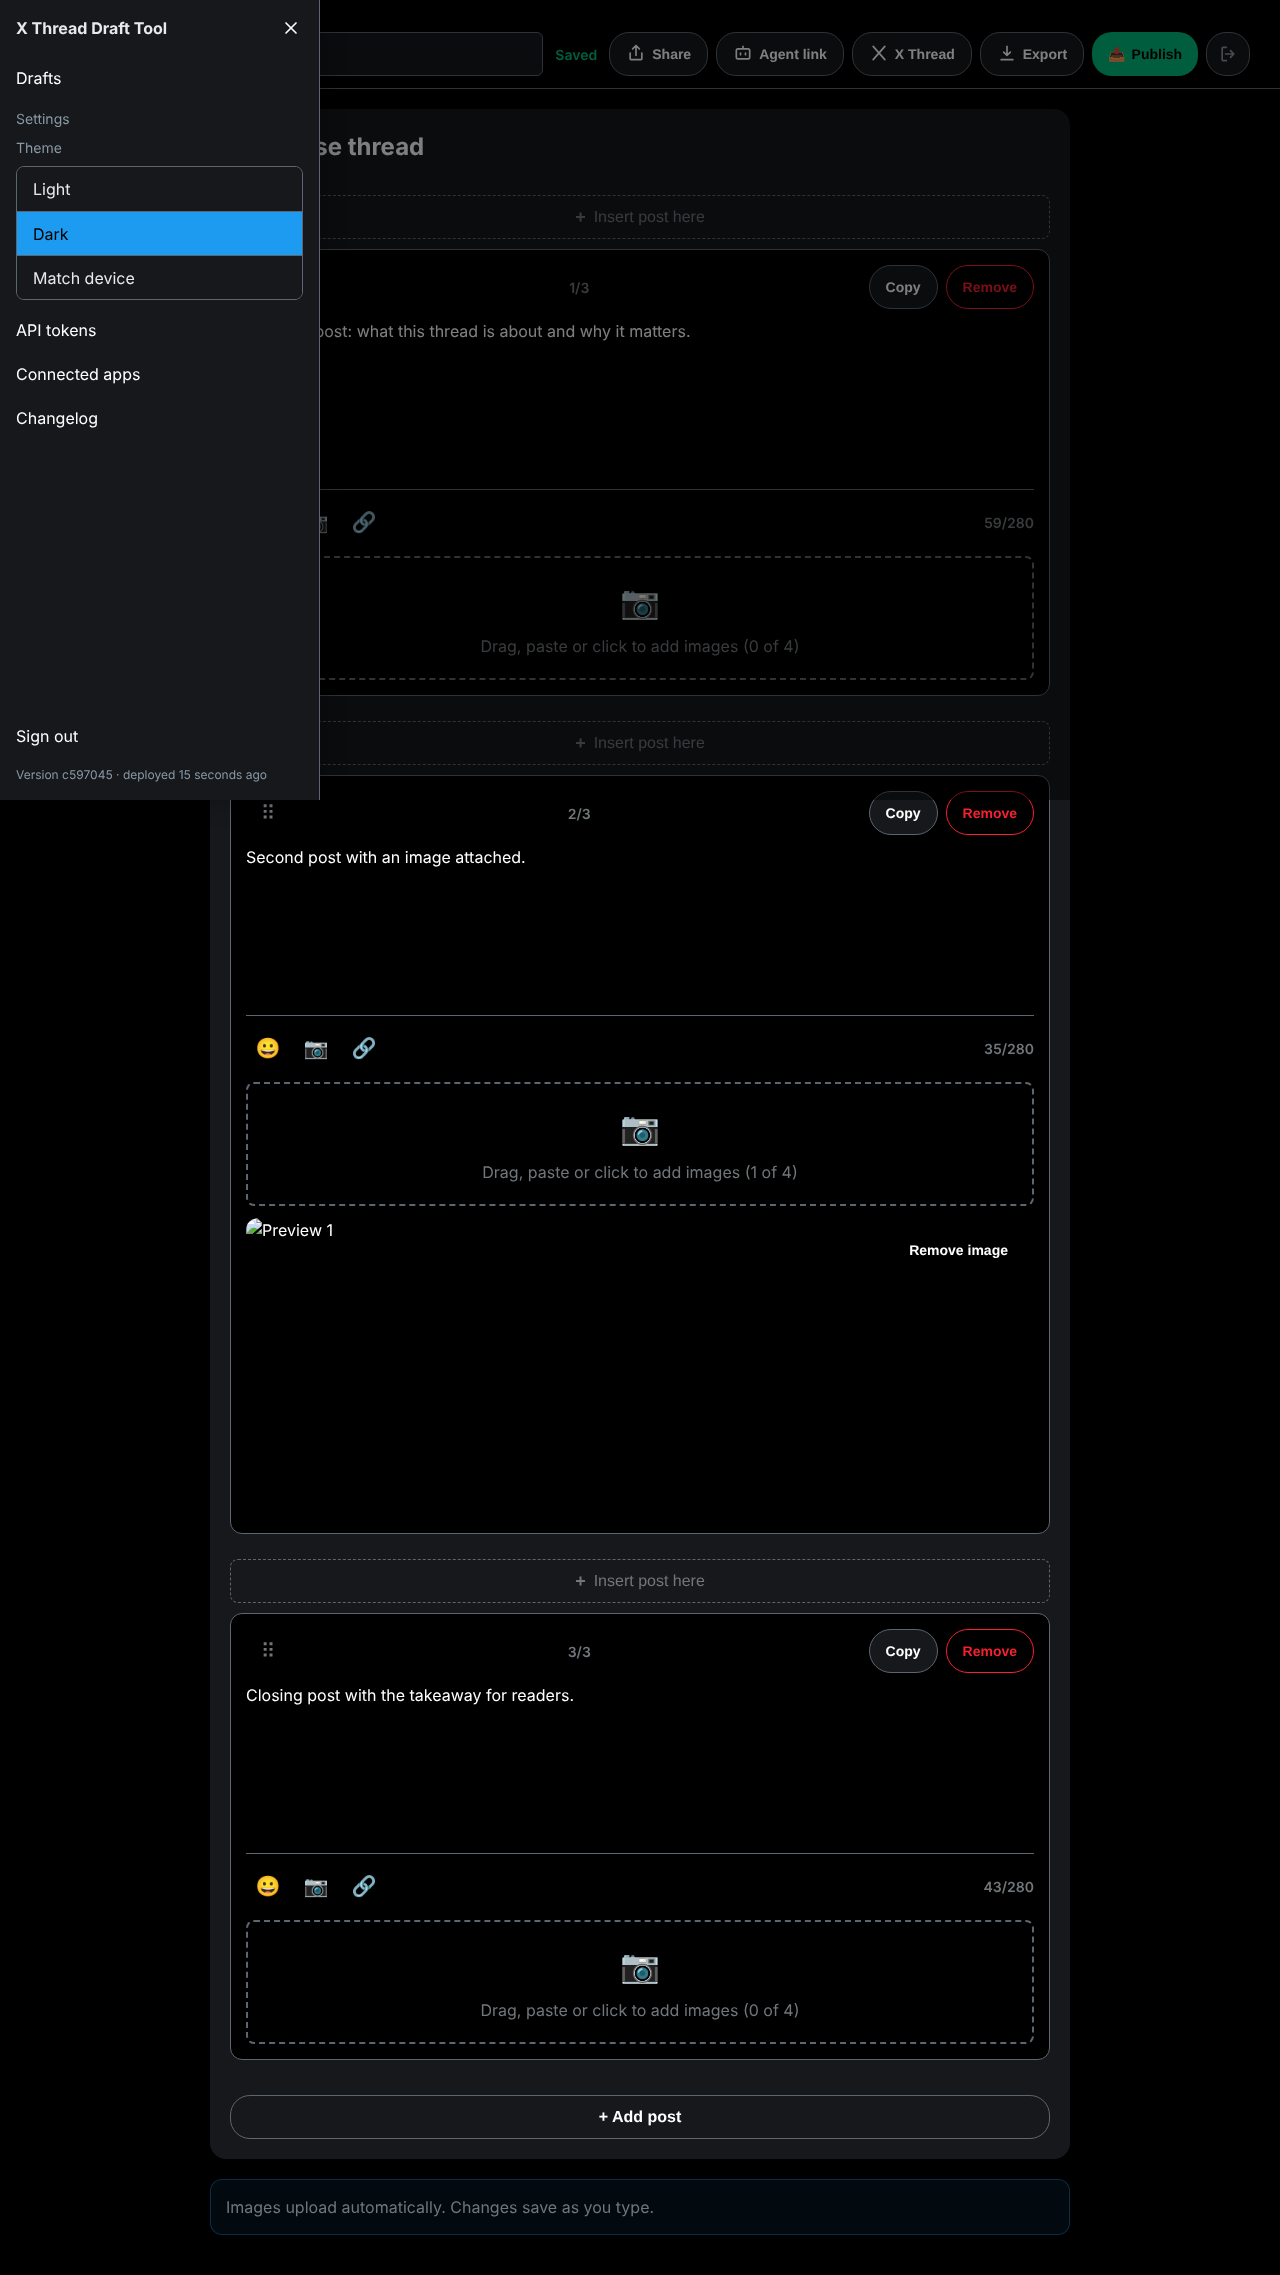 X Thread Draft Tool
Drafts
Settings
Theme
Light
Dark
Match device
API tokens
Connected apps
Changelog
Sign out
Version c597045 · deployed 15 seconds ago
Saved
Share
Agent link
X Thread
Export
Publish
se thread
+ Insert post here
1/3
Copy
Remove
post: what this thread is about and why it matters.
59/280
Drag, paste or click to add images (0 of 4)
+ Insert post here
2/3
Copy
Remove
Second post with an image attached.
35/280
Drag, paste or click to add images (1 of 4)
Preview 1
Remove image
+ Insert post here
3/3
Copy
Remove
Closing post with the takeaway for readers.
43/280
Drag, paste or click to add images (0 of 4)
+ Add post
Images upload automatically. Changes save as you type.